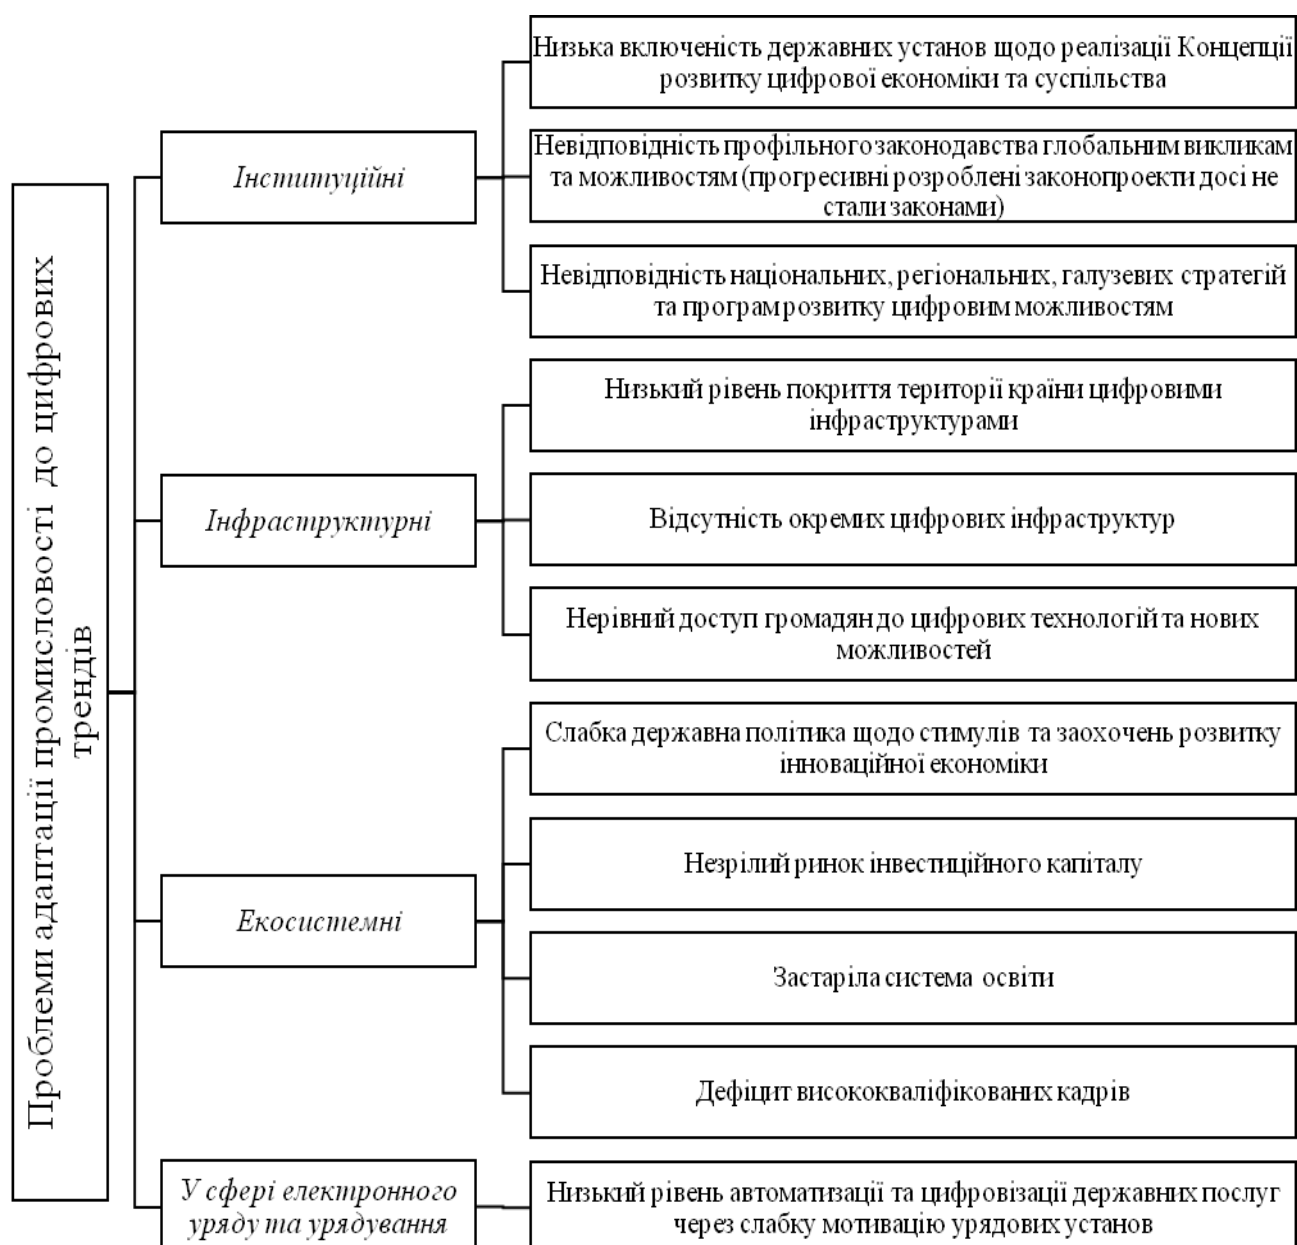 Проблеми адаптації промисловості до цифрових
трендів
Інституційні
Низька включеність державних установ щодо реалізації Концепції
розвитку цифрової економіки та суспільства
Невідповідність профільного законодавства глобальним викликам
та можливостям (прогресивні розроблені законопроекти досі не
стали законами)
Невідповідність національних, регіональних, галузевих стратегій
та програм розвитку цифровим можливостям
Інфраструктурні
Низький рівень покриття території країни цифровими
інфраструктурами
Відсутність окремих цифрових інфраструктур
Нерівний доступ громадян до цифрових технологій та нових
можливостей
Екосистемні
Слабка державна політика щодо стимулів та заохочень розвитку
інноваційної економіки
Незрілий ринок інвестиційного капіталу
Застаріла система освіти
Дефіцит висококваліфікованих кадрів
У сфері електронного
уряду та урядування
Низький рівень автоматизації та цифровізації державних послуг
через слабку мотивацію урядових установ